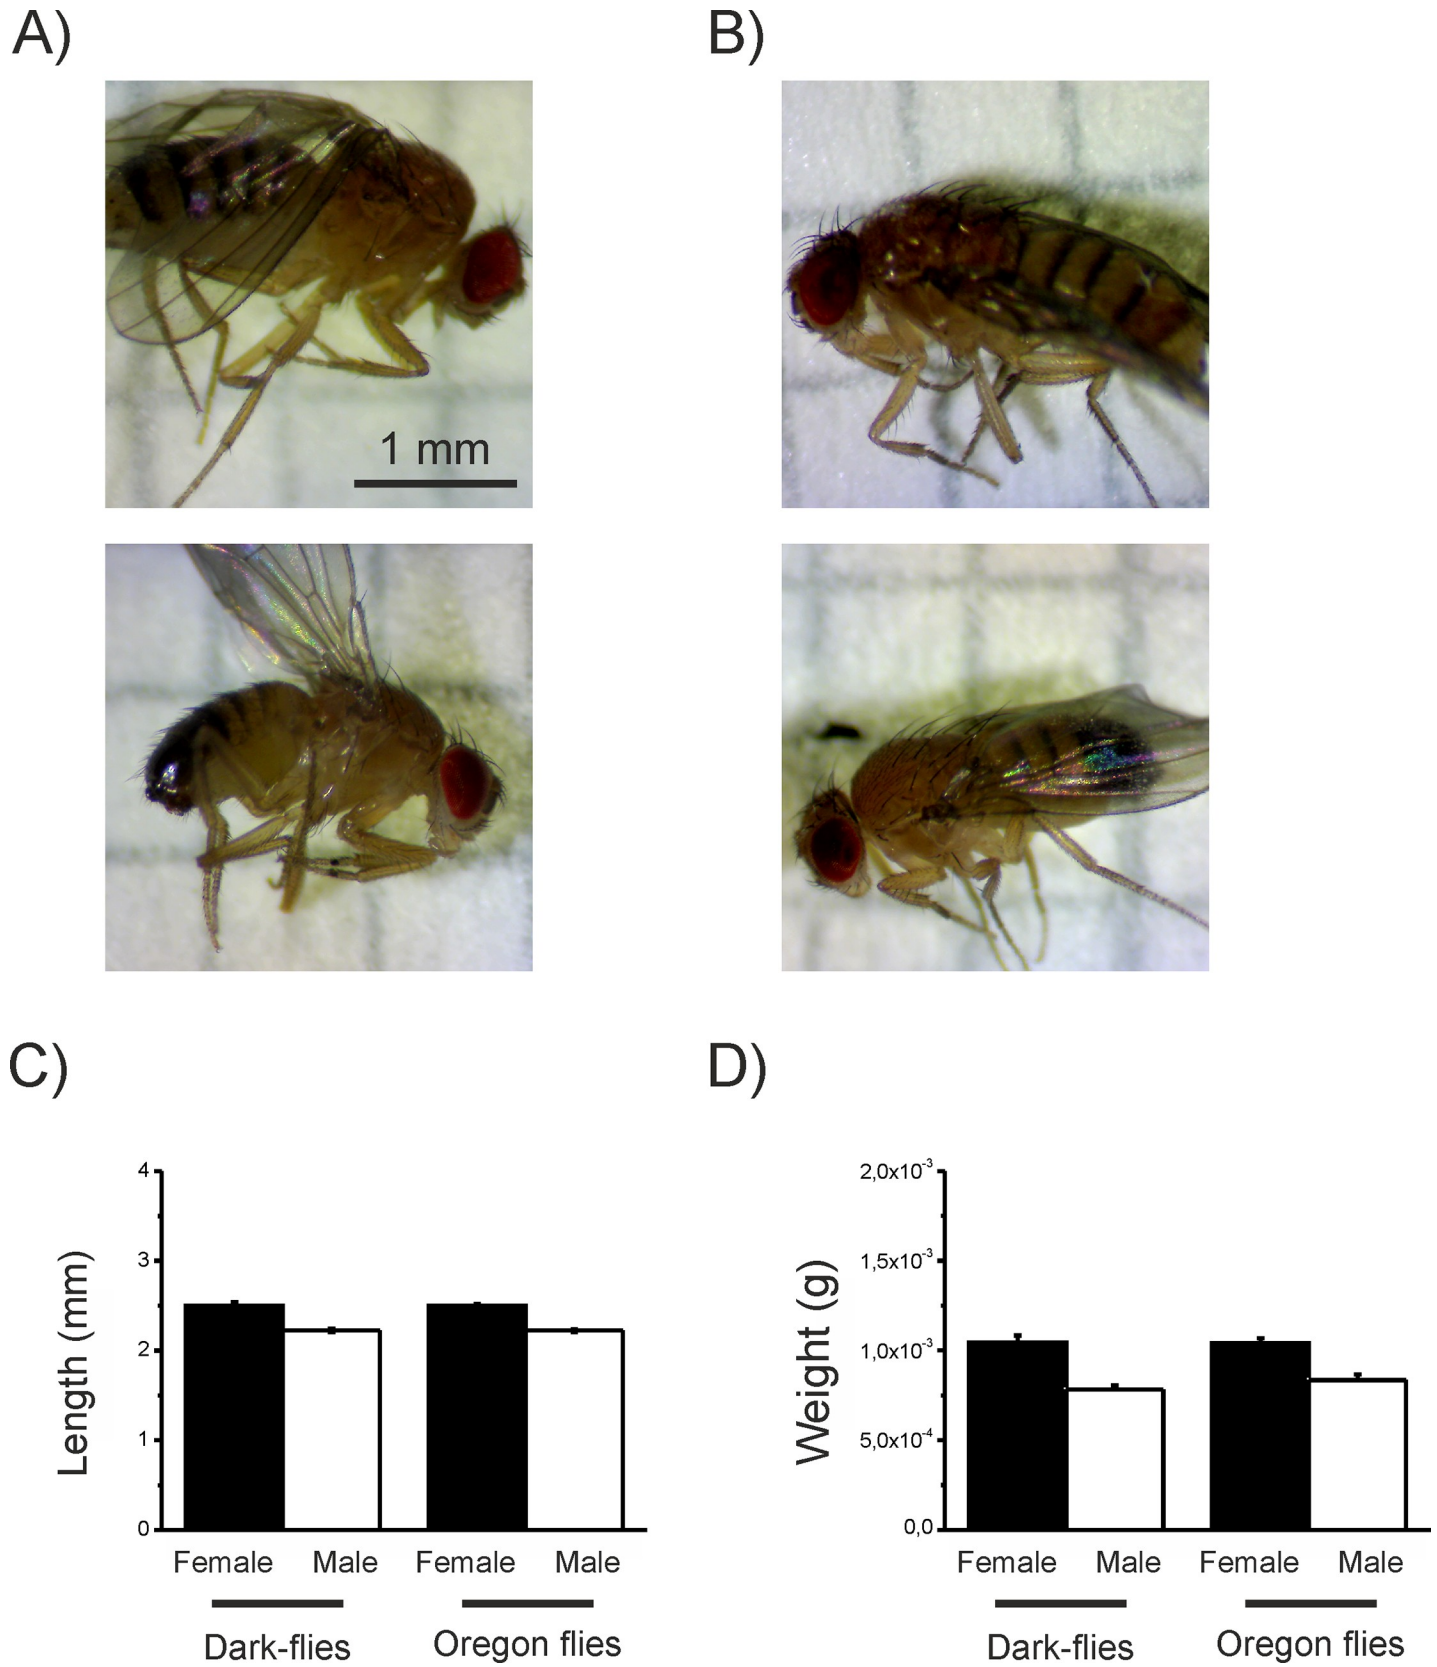 A)
B)
1 mm
C)
D)
Length (mm)
4
3
2
1
0
Female Male Female Male
Dark-flies Oregon flies
Weight (g)
2,0x10⁻³
1,5x10⁻³
1,0x10⁻³
5,0x10⁻⁴
0,0
Female Male Female Male
Dark-flies Oregon flies